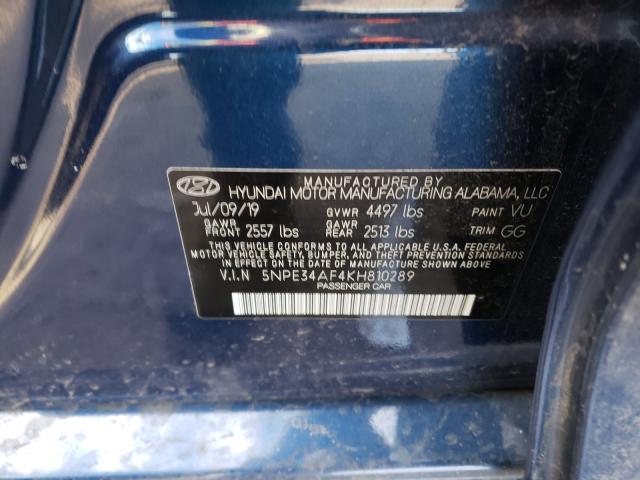 MANUFACTURED BY
HYUNDAI MOTOR MANUFACTURING ALABAMA, LLC
Jul/09/19 GVWR 4497 lbs PAINT VU
GAWR FRONT 2557 lbs GAWR REAR 2513 lbs TRIM GG
THIS VEHICLE CONFORMS TO ALL APPLICABLE U.S.A. FEDERAL
MOTOR VEHICLE SAFETY, BUMPER, AND THEFT PREVENTION
STANDARDS IN EFFECT ON THE DATE OF MANUFACTURE SHOWN ABOVE.
V.I.N 5NPE34AF4KH810289
PASSENGER CAR